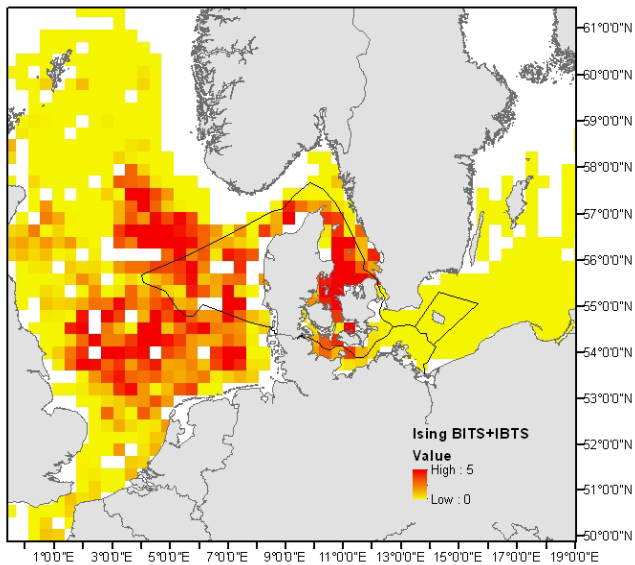 61°0'0"N
60°0'0"N
59°0'0"N
58°0'0"N
57°0'0"N
56°0'0"N
55°0'0"N
54°0'0"N
53°0'0"N
52°0'0"N
51°0'0"N
50°0'0"N
Ising BITS+IBTS
Value
High : 5
Low : 0
1°0'0"E 3°0'0"E 5°0'0"E 7°0'0"E 9°0'0"E 11°0'0"E 13°0'0"E 15°0'0"E 17°0'0"E 19°0'0"E